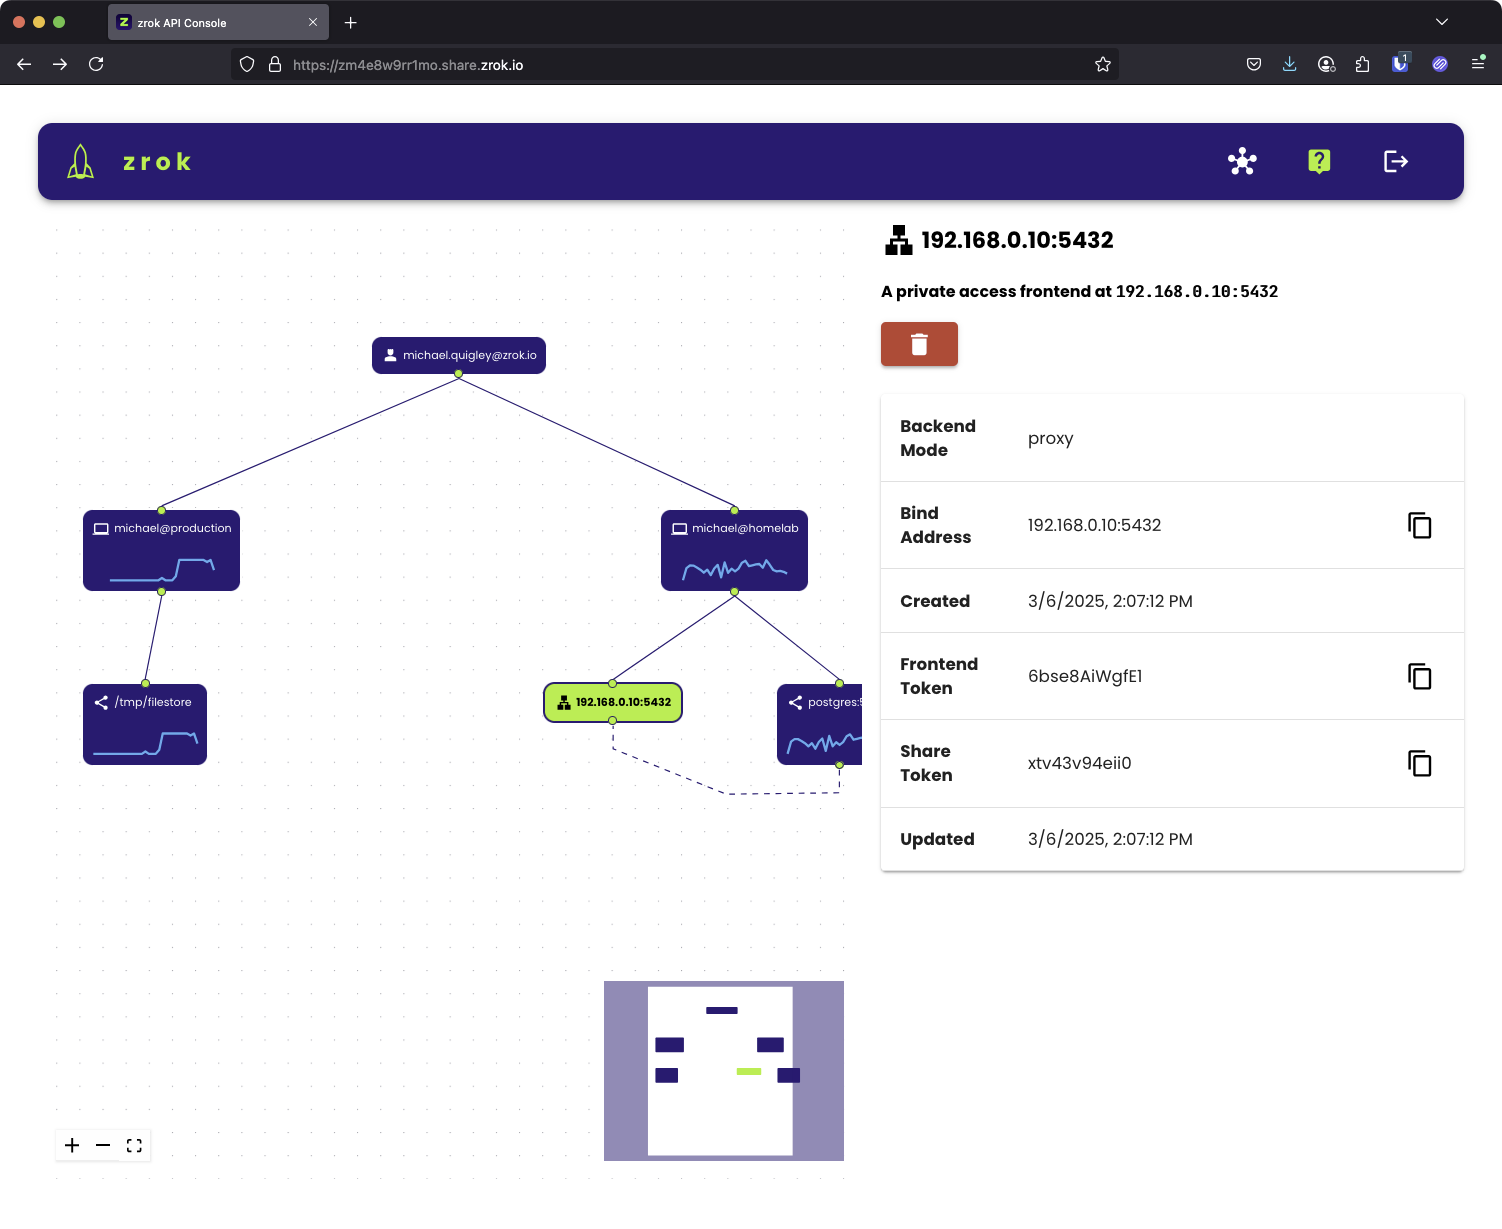 zrok API Console
https://zm4e8w9rr1mo.share.zrok.io
1
zrok
192.168.0.10:5432
A private access frontend at 192.168.0.10:5432
michael.quigley@zrok.io
michael@production
michael@homelab
/tmp/filestore
192.168.0.10:5432
postgres:5
Backend Mode
proxy
Bind Address
192.168.0.10:5432
Created
3/6/2025, 2:07:12 PM
Frontend Token
6bse8AiWgfE1
Share Token
xtv43v94eii0
Updated
3/6/2025, 2:07:12 PM